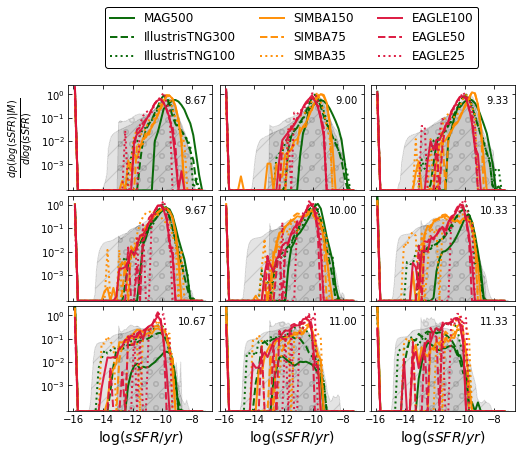 MAG500 SIMBA150 EAGLE100
IllustrisTNG300 SIMBA75 EAGLE50
IllustrisTNG100 SIMBA35 EAGLE25
dp(log(sSFR)|M)
dlog(sSFR)
10⁰ 8.67 9.00 9.33
10⁻¹
10⁻²
10⁻³
10⁰ 9.67 10.00 10.33
10⁻¹
10⁻²
10⁻³
10⁰ 10.67 11.00 11.33
10⁻¹
10⁻²
10⁻³
−16 −14 −12 −10 −8 −16 −14 −12 −10 −8 −16 −14 −12 −10 −8
log(sSFR/yr) log(sSFR/yr) log(sSFR/yr)